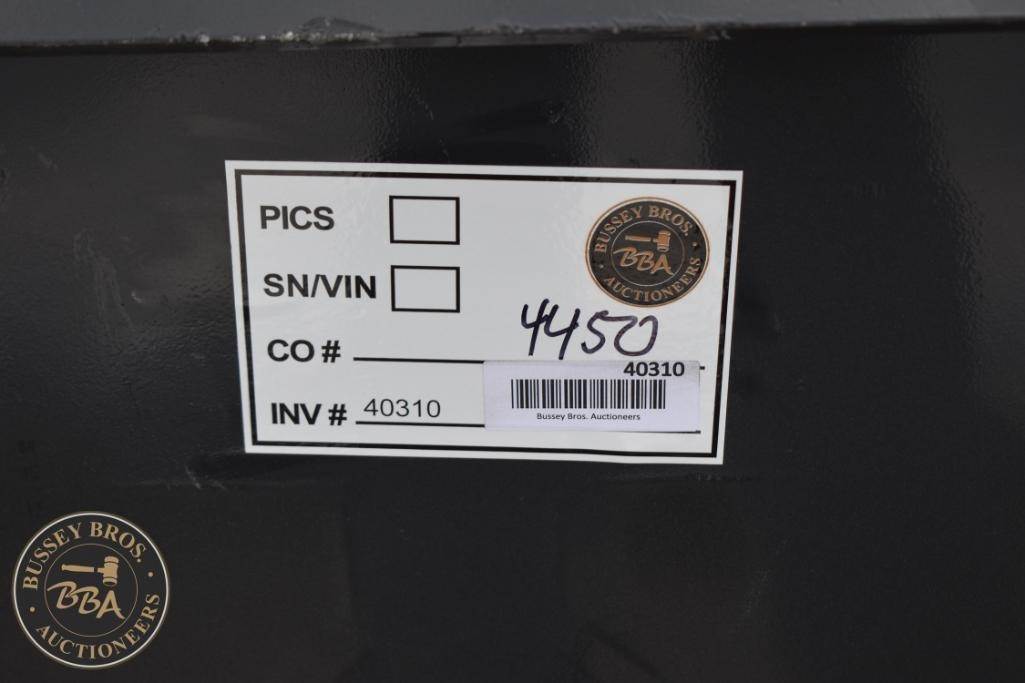 PICS
SN/VIN
CO #
INV # 40310
BUSSEY BROS.
BBA
AUCTIONEERS
4450
40310
Bussey Bros. Auctioneers
BUSSEY BROS.
BBA
AUCTIONEERS